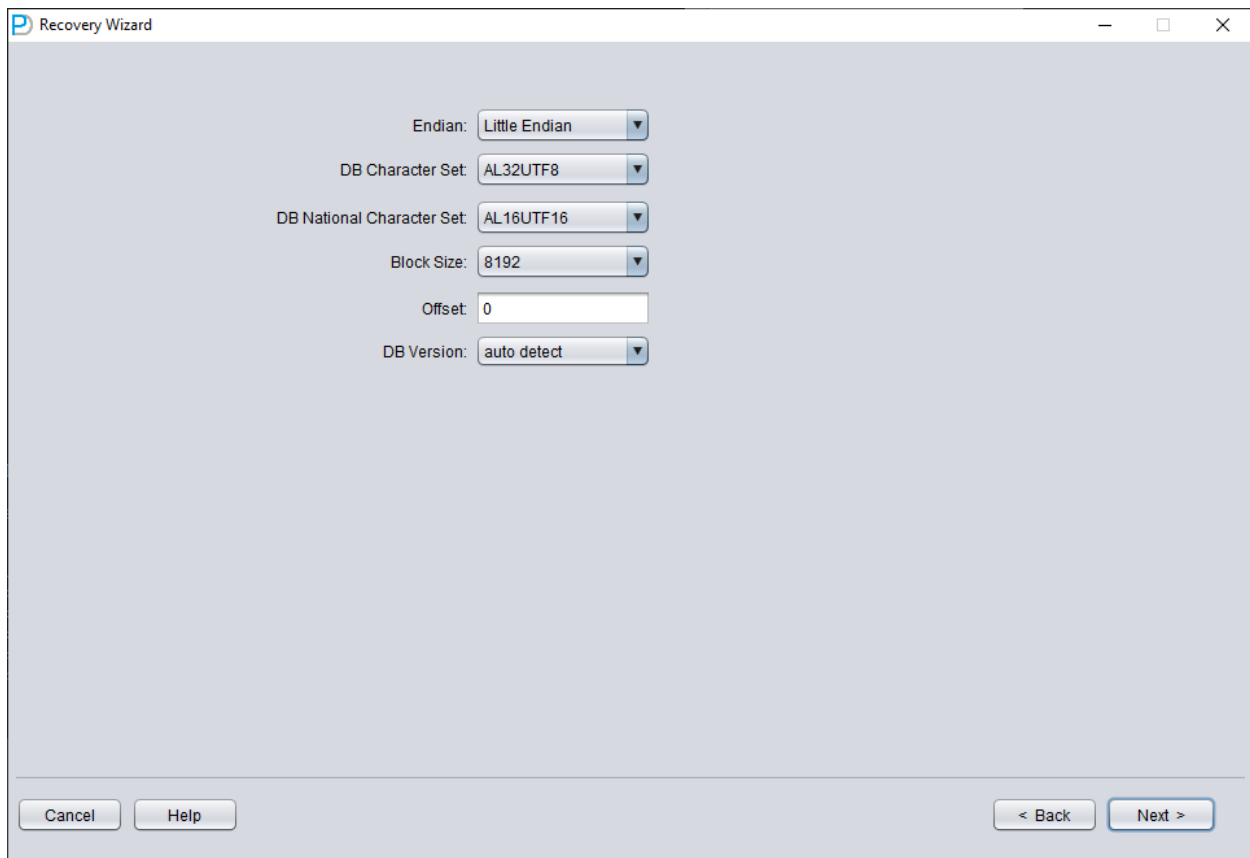 Recovery Wizard
Endian: Little Endian
DB Character Set: AL32UTF8
DB National Character Set: AL16UTF16
Block Size: 8192
Offset: 0
DB Version: auto detect
Cancel Help < Back Next >